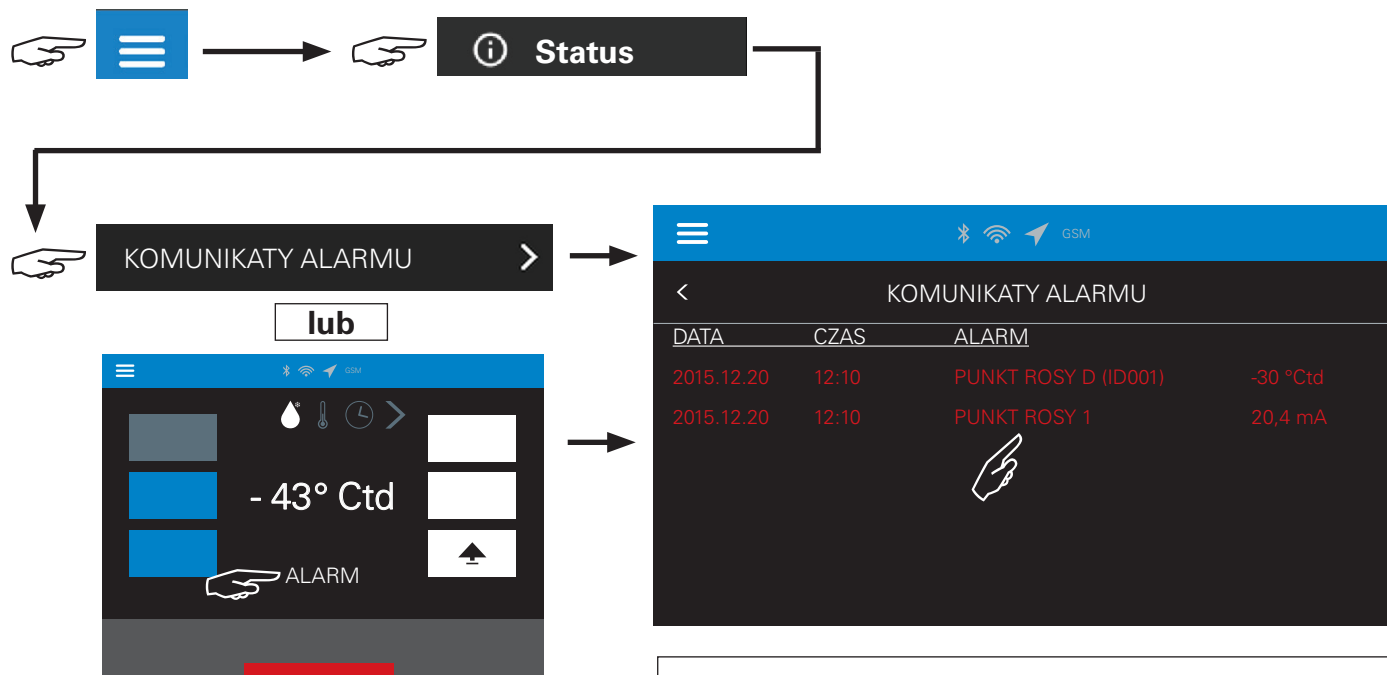 Status
KOMUNIKATY ALARMU
lub
GSM
- 43° Ctd
ALARM
GSM
KOMUNIKATY ALARMU
DATA CZAS ALARM
2015.12.20 12:10 PUNKT ROSY D (ID001) -30 °Ctd
2015.12.20 12:10 PUNKT ROSY 1 20,4 mA